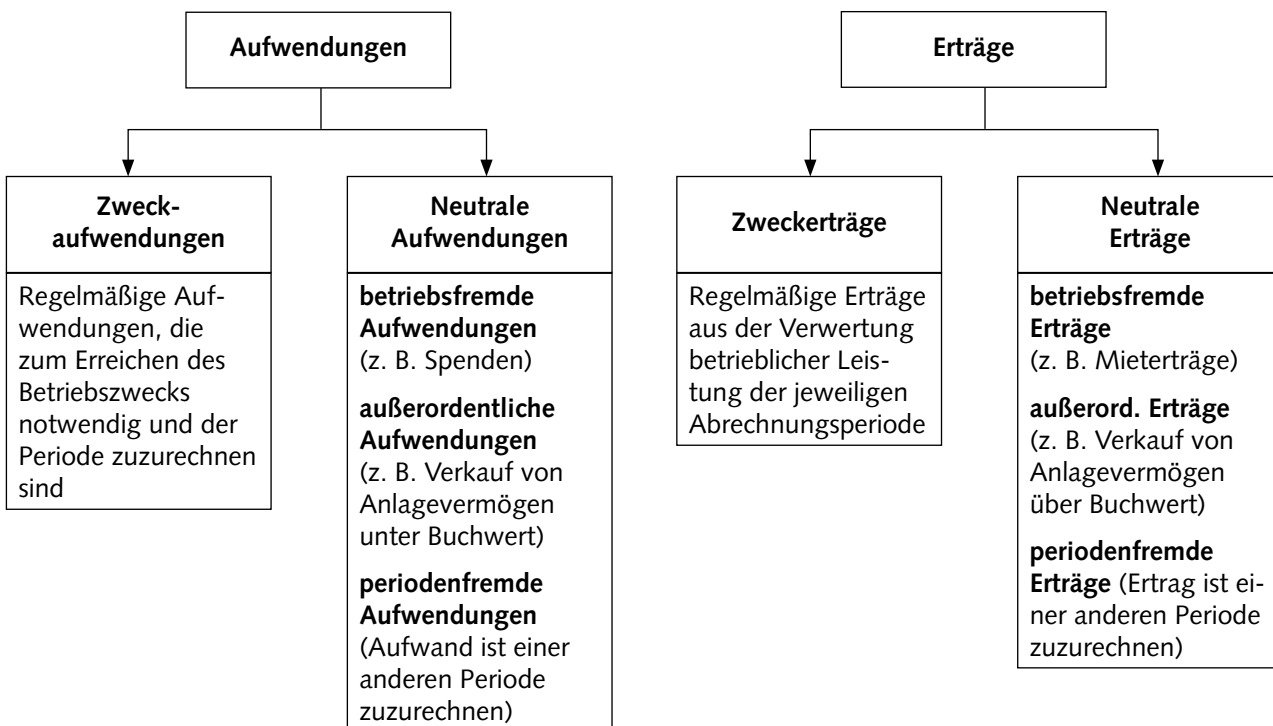 Aufwendungen
Zweck-
aufwendungen
Regelmäßige Auf-
wendungen, die
zum Erreichen des
Betriebszwecks
notwendig und der
Periode zuzurechnen
sind
Neutrale
Aufwendungen
betriebsfremde
Aufwendungen
(z. B. Spenden)
außerordentliche
Aufwendungen
(z. B. Verkauf von
Anlagevermögen
unter Buchwert)
periodenfremde
Aufwendungen
(Aufwand ist einer
anderen Periode
zuzurechnen)
Erträge
Zweckerträge
Regelmäßige Erträge
aus der Verwertung
betrieblicher Leis-
tung der jeweiligen
Abrechnungsperiode
Neutrale
Erträge
betriebsfremde
Erträge
(z. B. Mieterträge)
außerord. Erträge
(z. B. Verkauf von
Anlagevermögen
über Buchwert)
periodenfremde
Erträge (Ertrag ist ei-
ner anderen Periode
zuzurechnen)